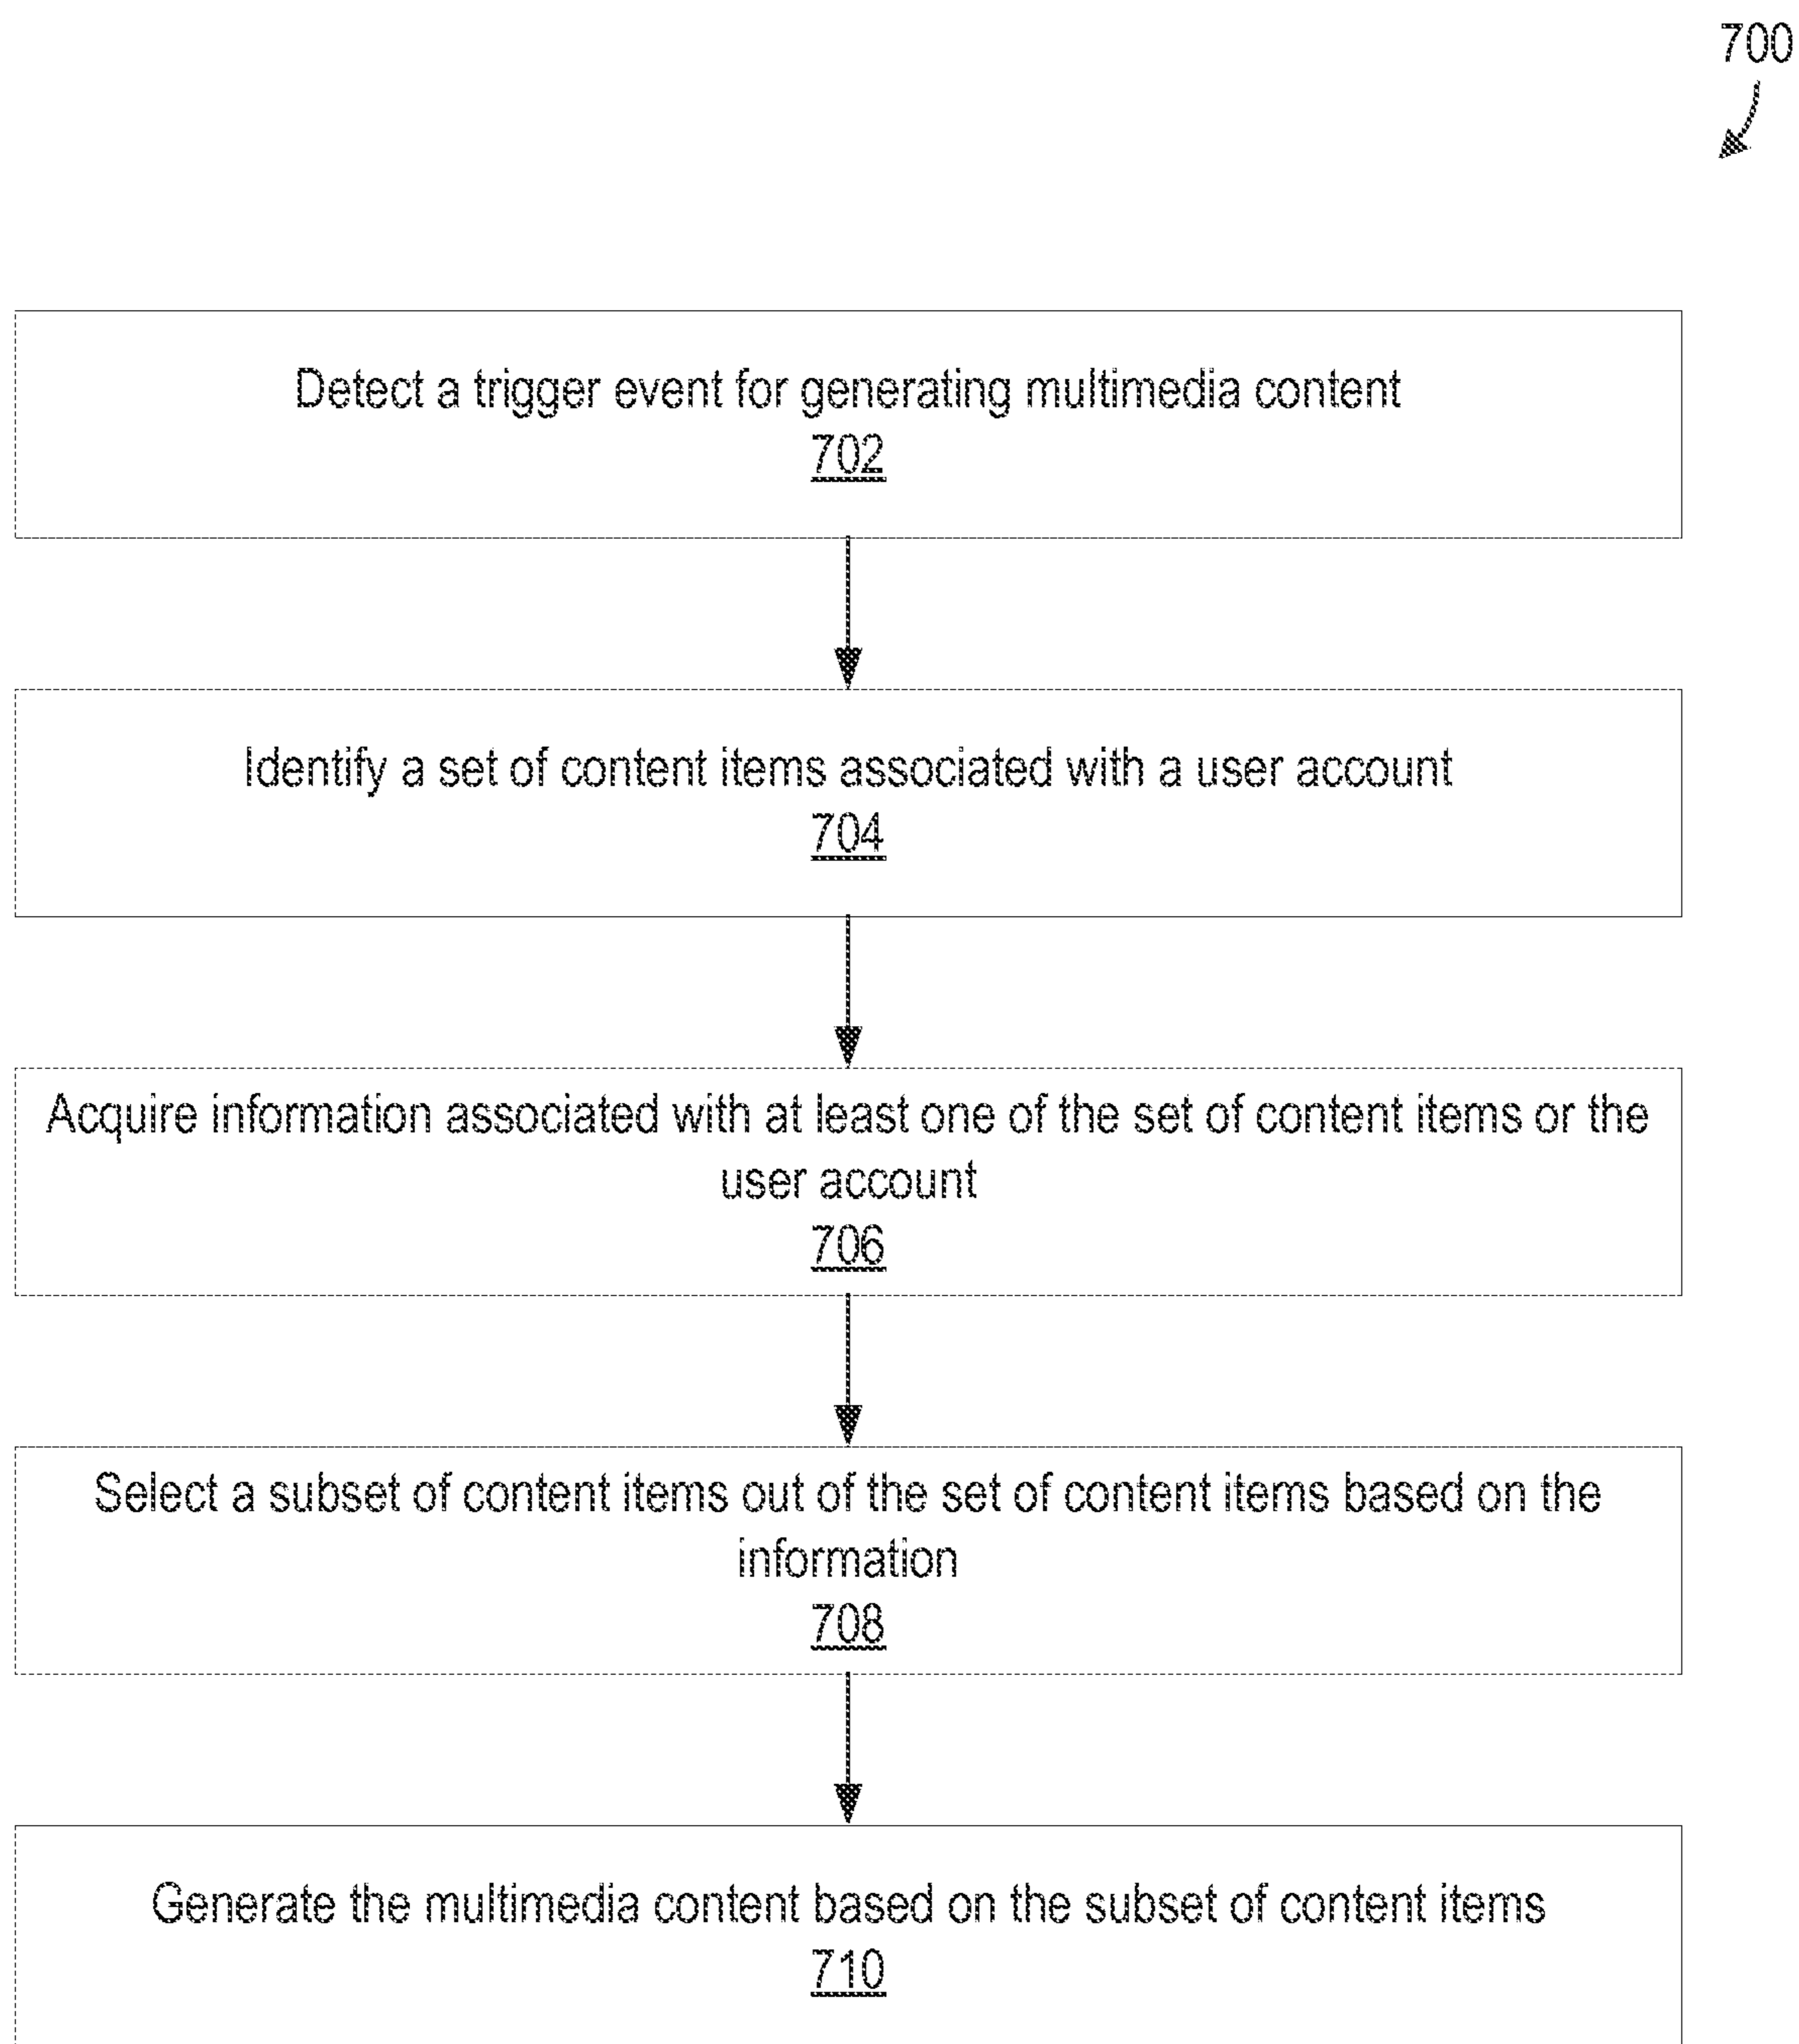 700
Detect a trigger event for generating multimedia content
702
Identify a set of content items associated with a user account
704
Acquire information associated with at least one of the set of content items or the
user account
706
Select a subset of content items out of the set of content items based on the
information
708
Generate the multimedia content based on the subset of content items
710